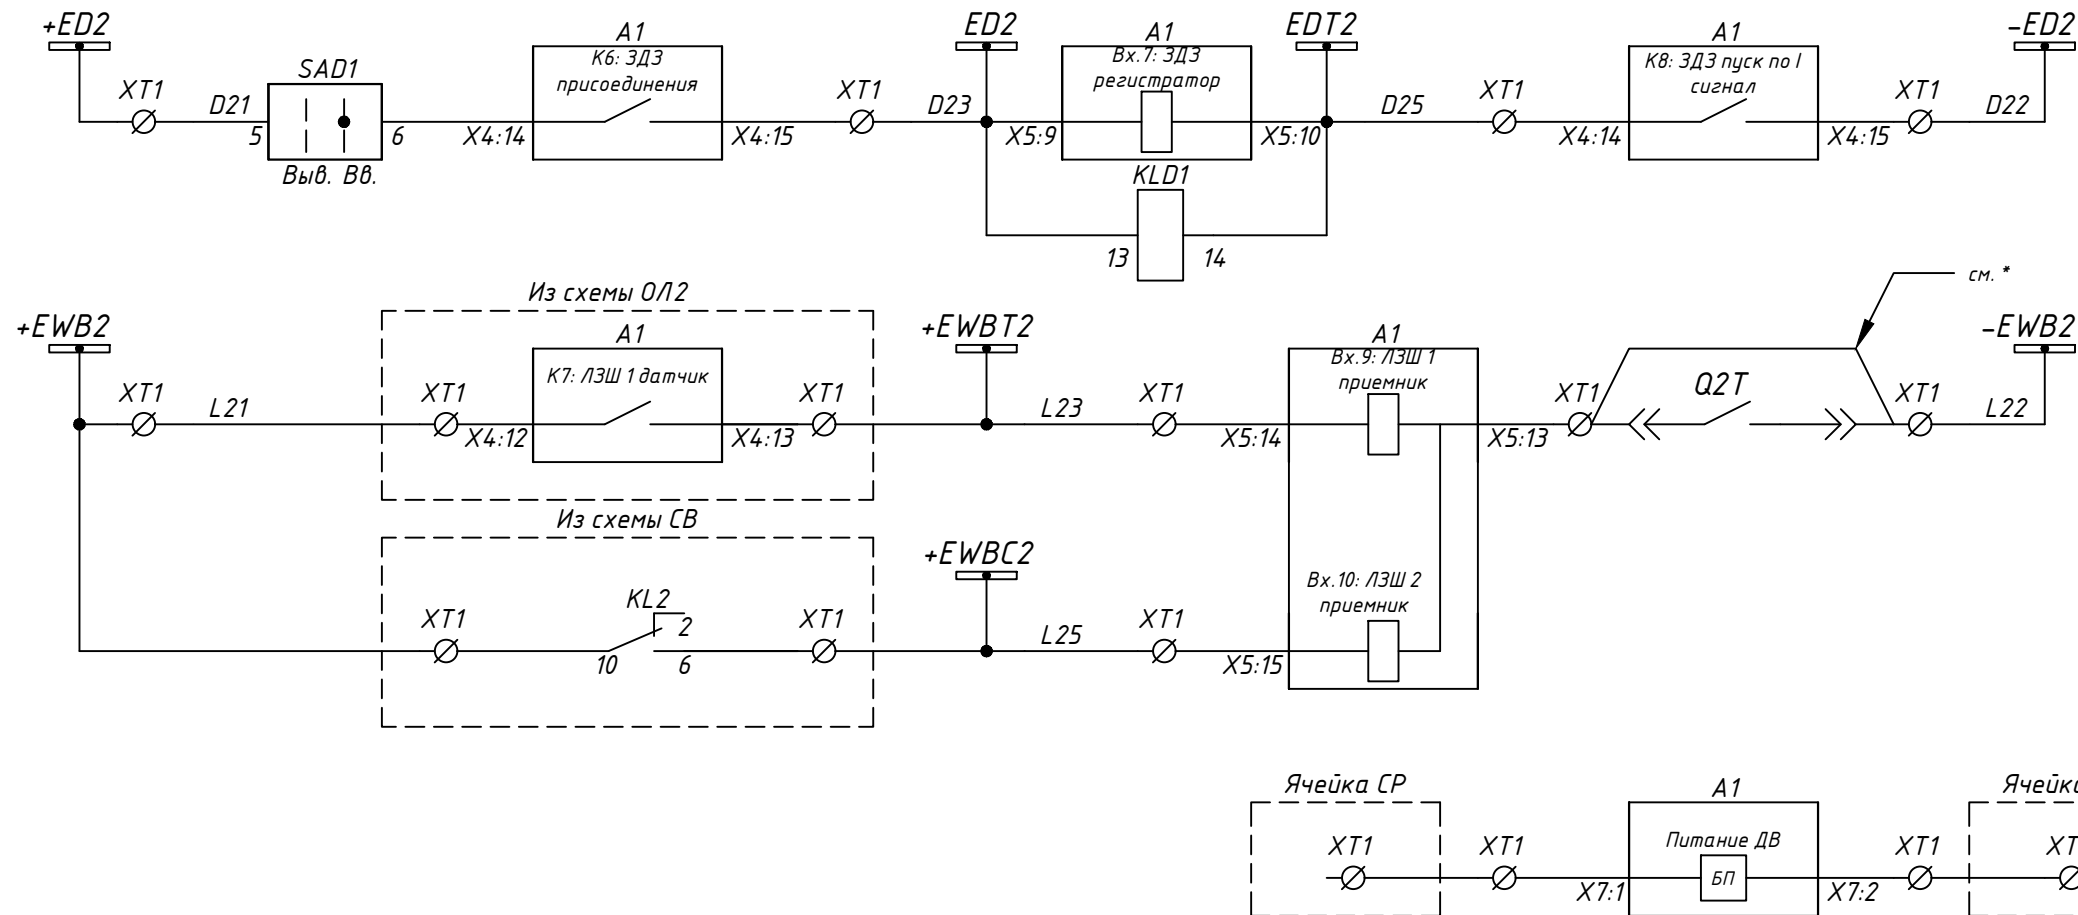 +ED2
ED2
EDT2
-ED2
A1
A1
A1
SAD1
К6: ЗДЗ
присоединения
Вх.7: ЗДЗ
регистратор
К8: ЗДЗ пуск по I
сигнал
XT1
XT1
XT1
XT1
D21
D23
D25
D22
5
6
X4:14
X4:15
X5:9
X5:10
X4:14
X4:15
Выв. Вв.
KLD1
13
14
см. *
Из схемы ОЛ2
+EWB2
+EWBT2
-EWB2
A1
A1
К7: ЛЗШ 1 датчик
Вх.9: ЛЗШ 1
приемник
Q2T
XT1
XT1
XT1
XT1
XT1
XT1
L21
L23
L22
X4:12
X4:13
X5:14
X5:13
Из схемы СВ
+EWBC2
Вх.10: ЛЗШ 2
приемник
KL2
XT1
XT1
XT1
2
L25
10
6
X5:15
Ячейка СР
A1
Ячейка
Питание ДВ
XT1
XT1
XT1
XT
БП
X7:1
X7:2